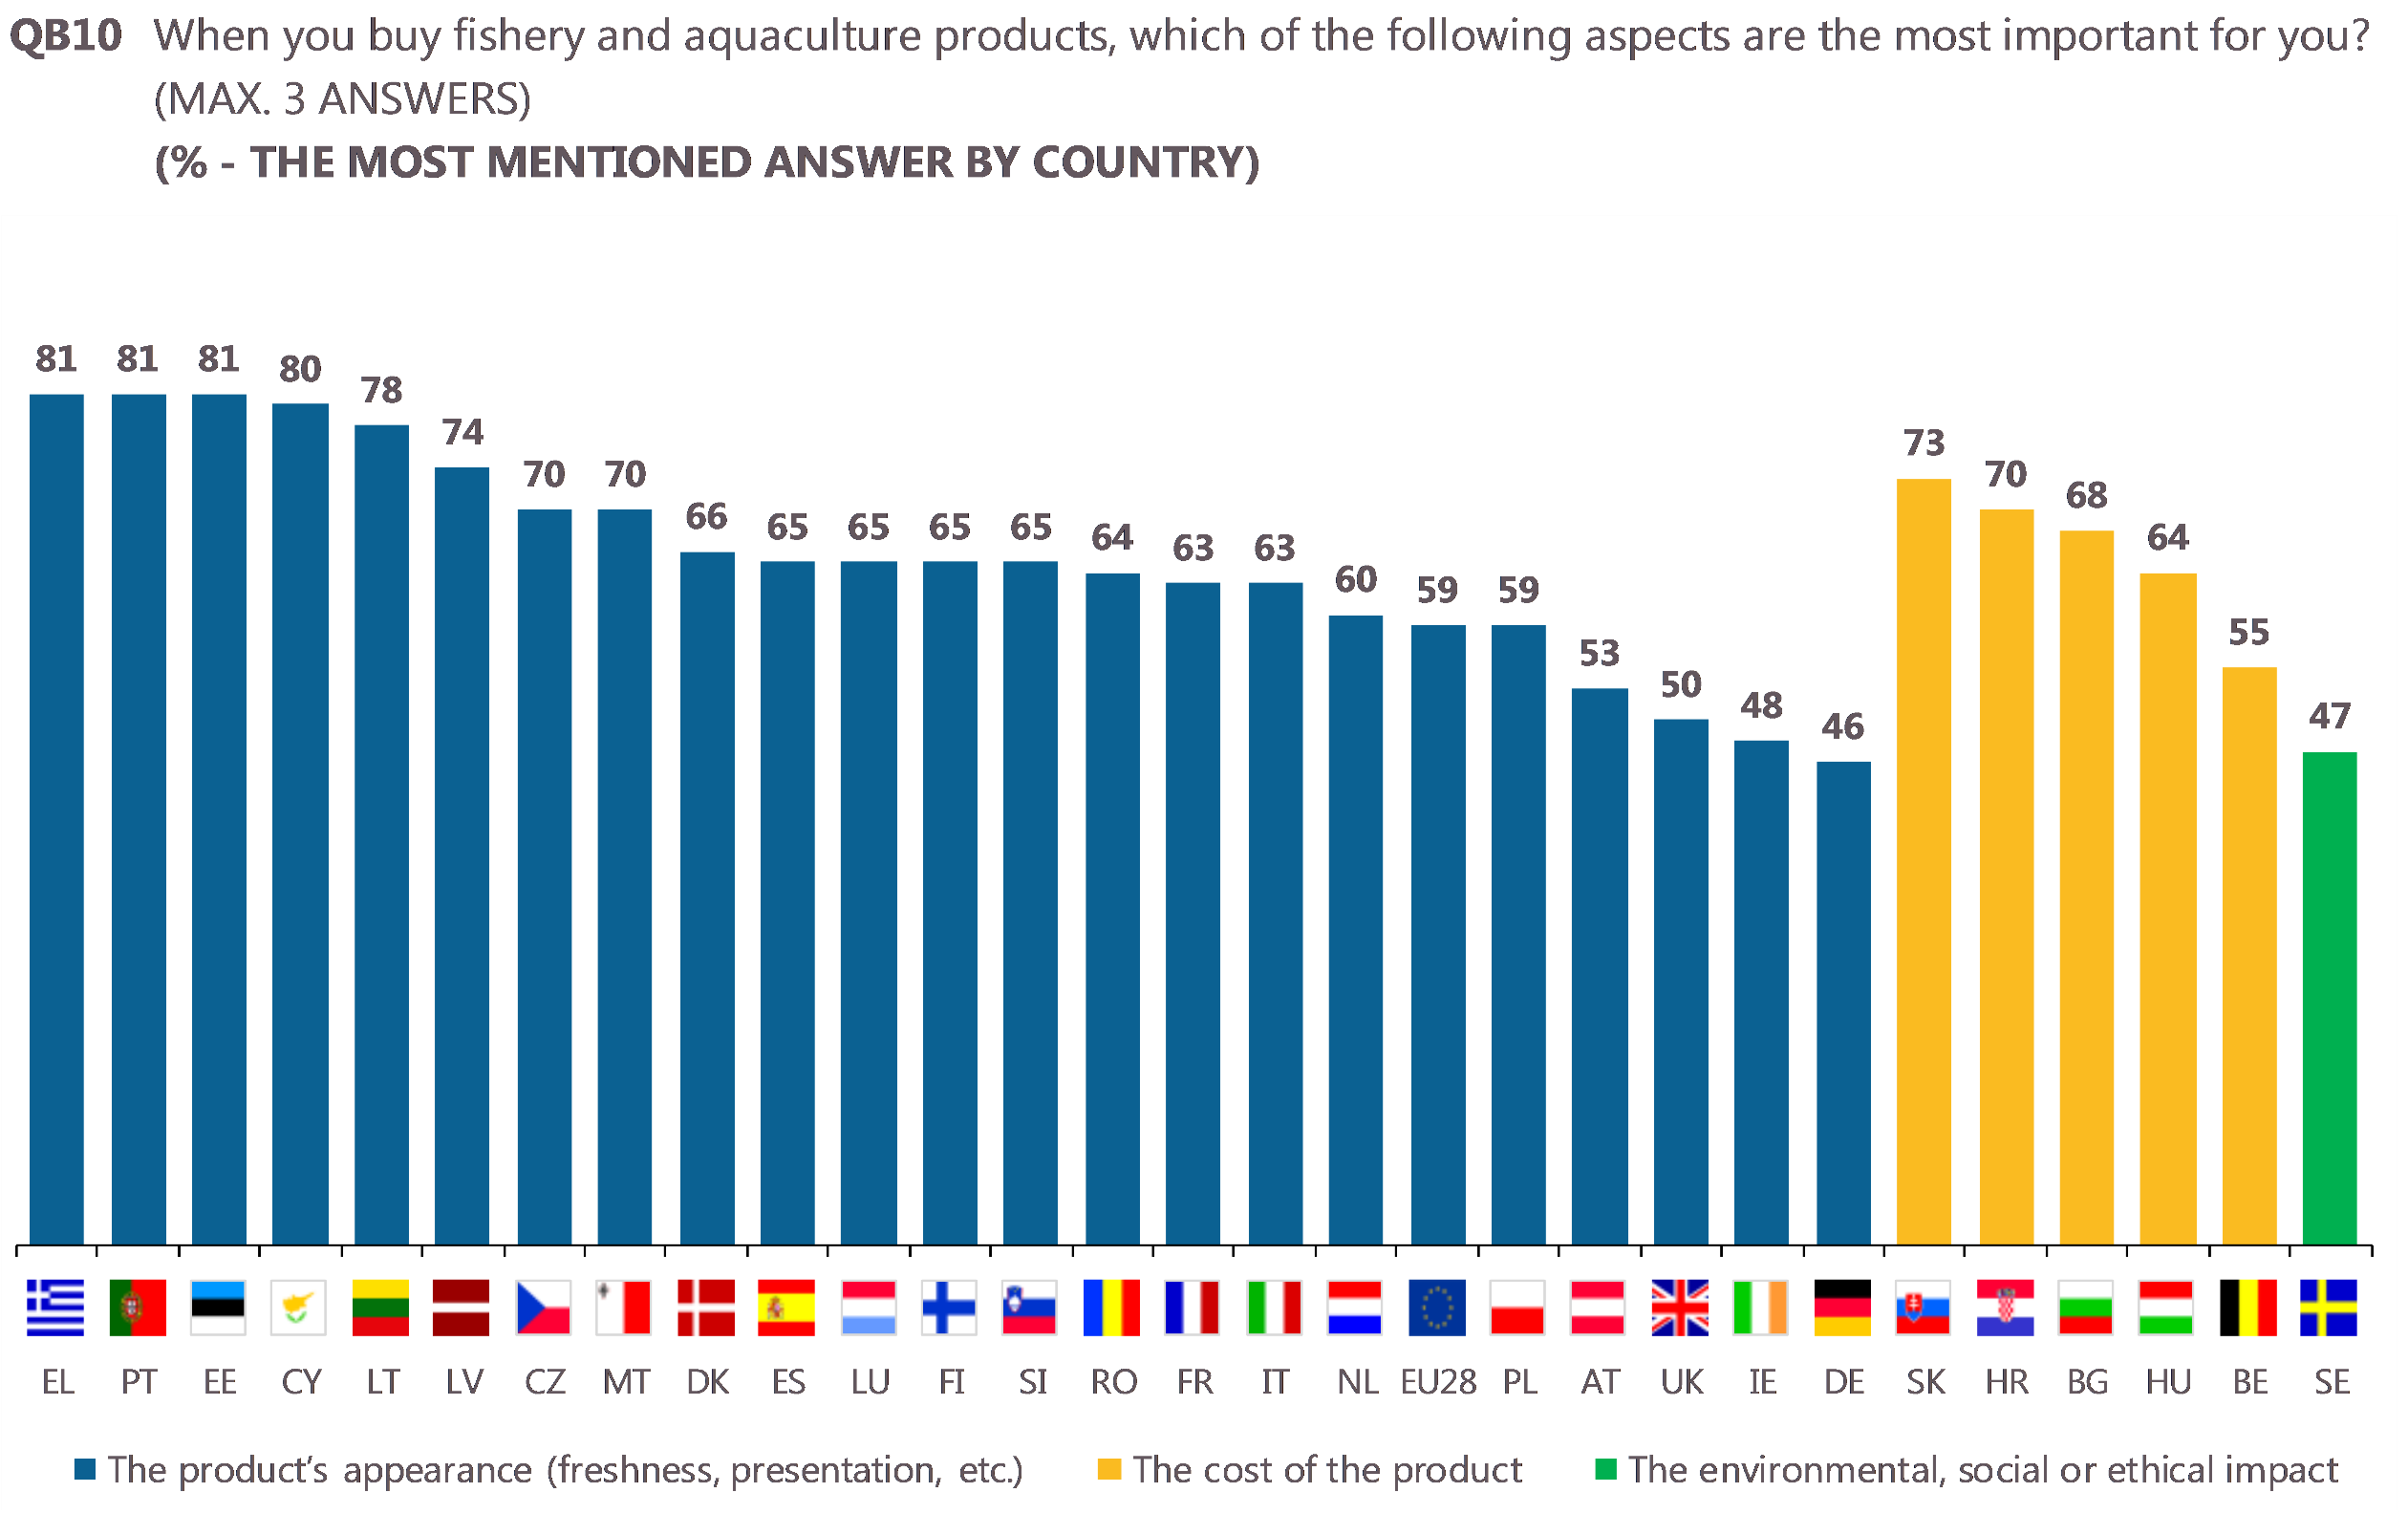 QB10 When you buy fishery and aquaculture products, which of the following aspects are the most important for you?
(MAX. 3 ANSWERS)
(% - THE MOST MENTIONED ANSWER BY COUNTRY)
81 81 81 80 78 74 70 70 66 65 65 65 65 64 63 63 60 59 59 53 50 48 46 73 70 68 64 55 47
EL PT EE CY LT LV CZ MT DK ES LU FI SI RO FR IT NL EU28 PL AT UK IE DE SK HR BG HU BE SE
The product’s appearance (freshness, presentation, etc.) The cost of the product The environmental, social or ethical impact